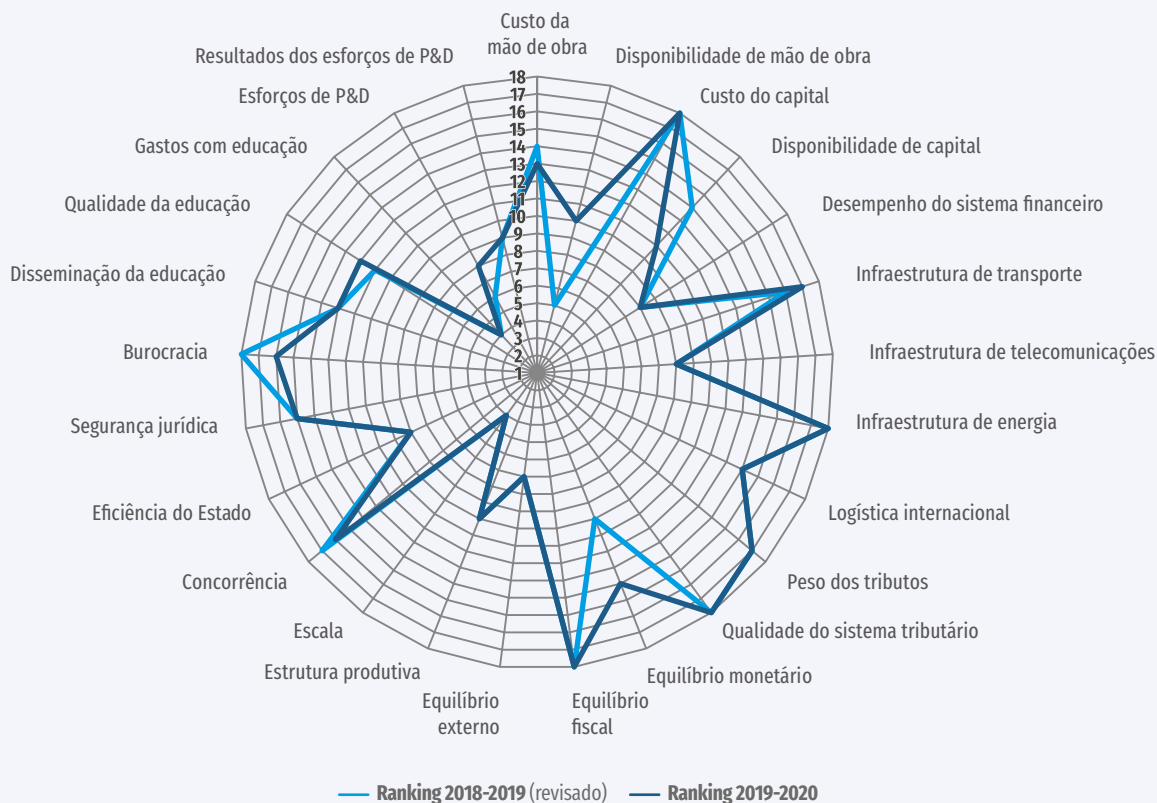 Custo da
mão de obra
Resultados dos esforços de P&D
Disponibilidade de mão de obra
Esforços de P&D
Custo do capital
Gastos com educação
Disponibilidade de capital
Qualidade da educação
Desempenho do sistema financeiro
Disseminação da educação
Infraestrutura de transporte
Burocracia
Infraestrutura de telecomunicações
Segurança jurídica
Infraestrutura de energia
Eficiência do Estado
Logística internacional
Concorrência
Peso dos tributos
Escala
Qualidade do sistema tributário
Estrutura produtiva
Equilíbrio monetário
Equilíbrio
externo
Equilíbrio
fiscal
18
17
16
15
14
13
12
11
10
9
8
7
6
5
4
3
2
1
Ranking 2018-2019 (revisado)
Ranking 2019-2020